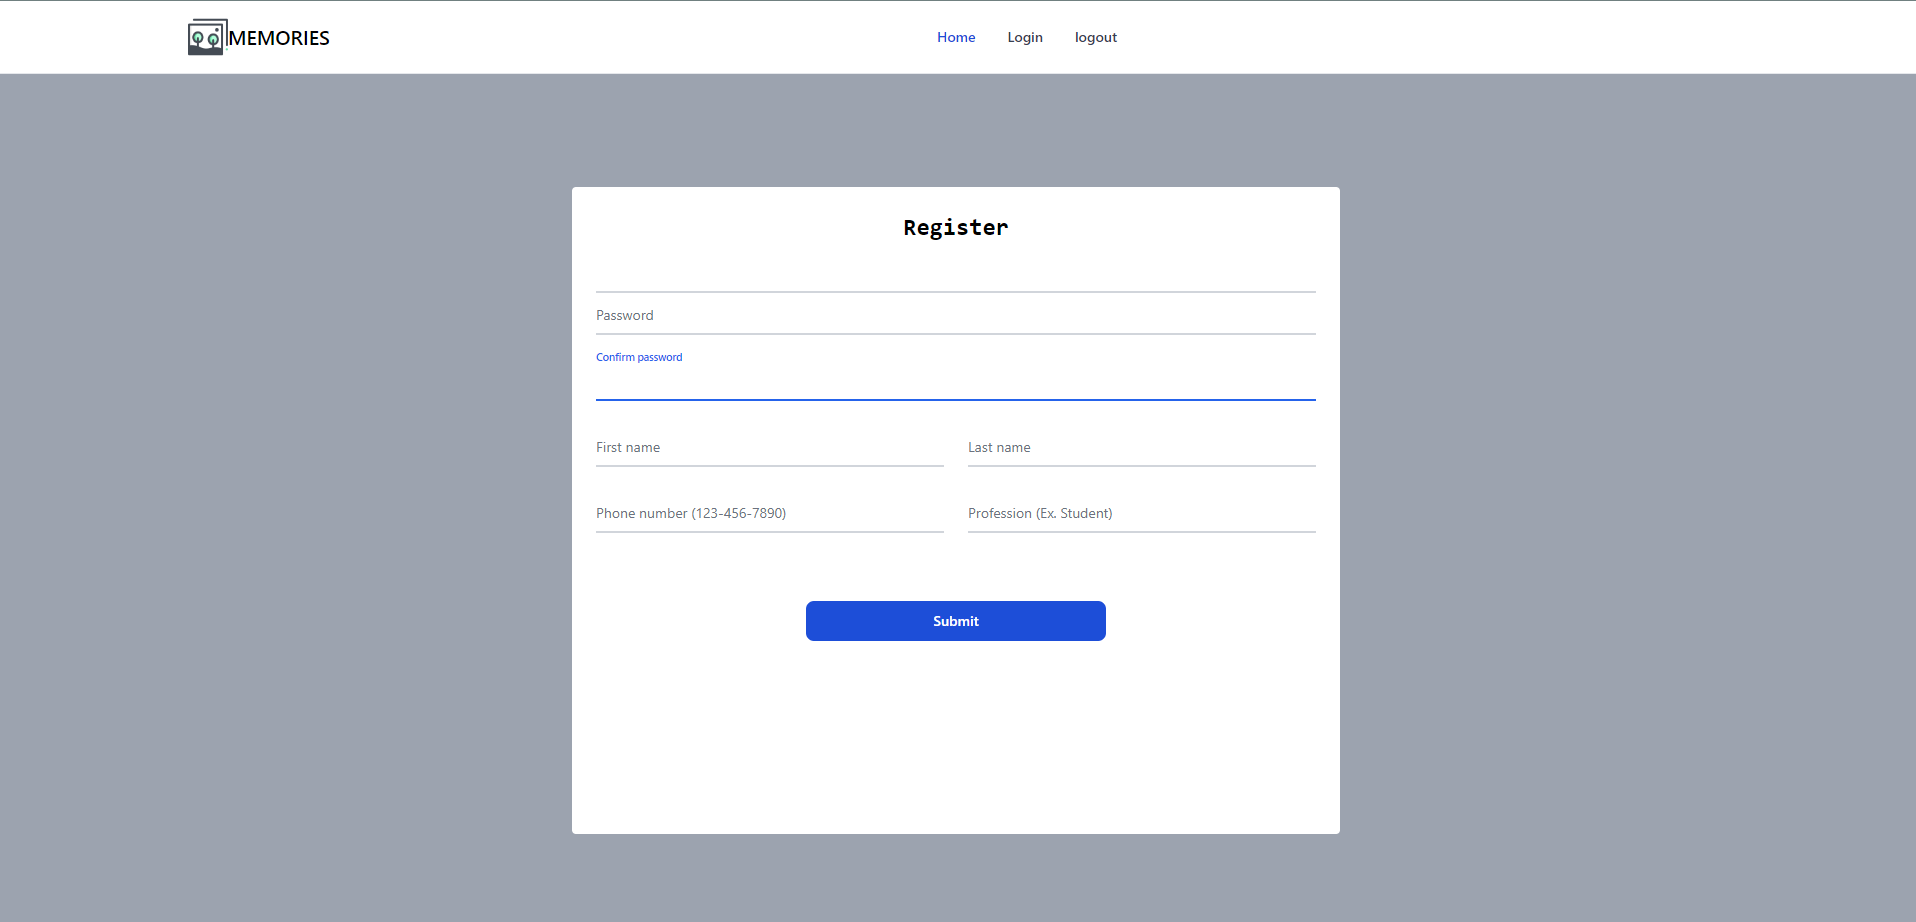 MEMORIES
Home Login logout
Register
Password
Confirm password
First name Last name
Phone number (123-456-7890) Profession (Ex. Student)
Submit